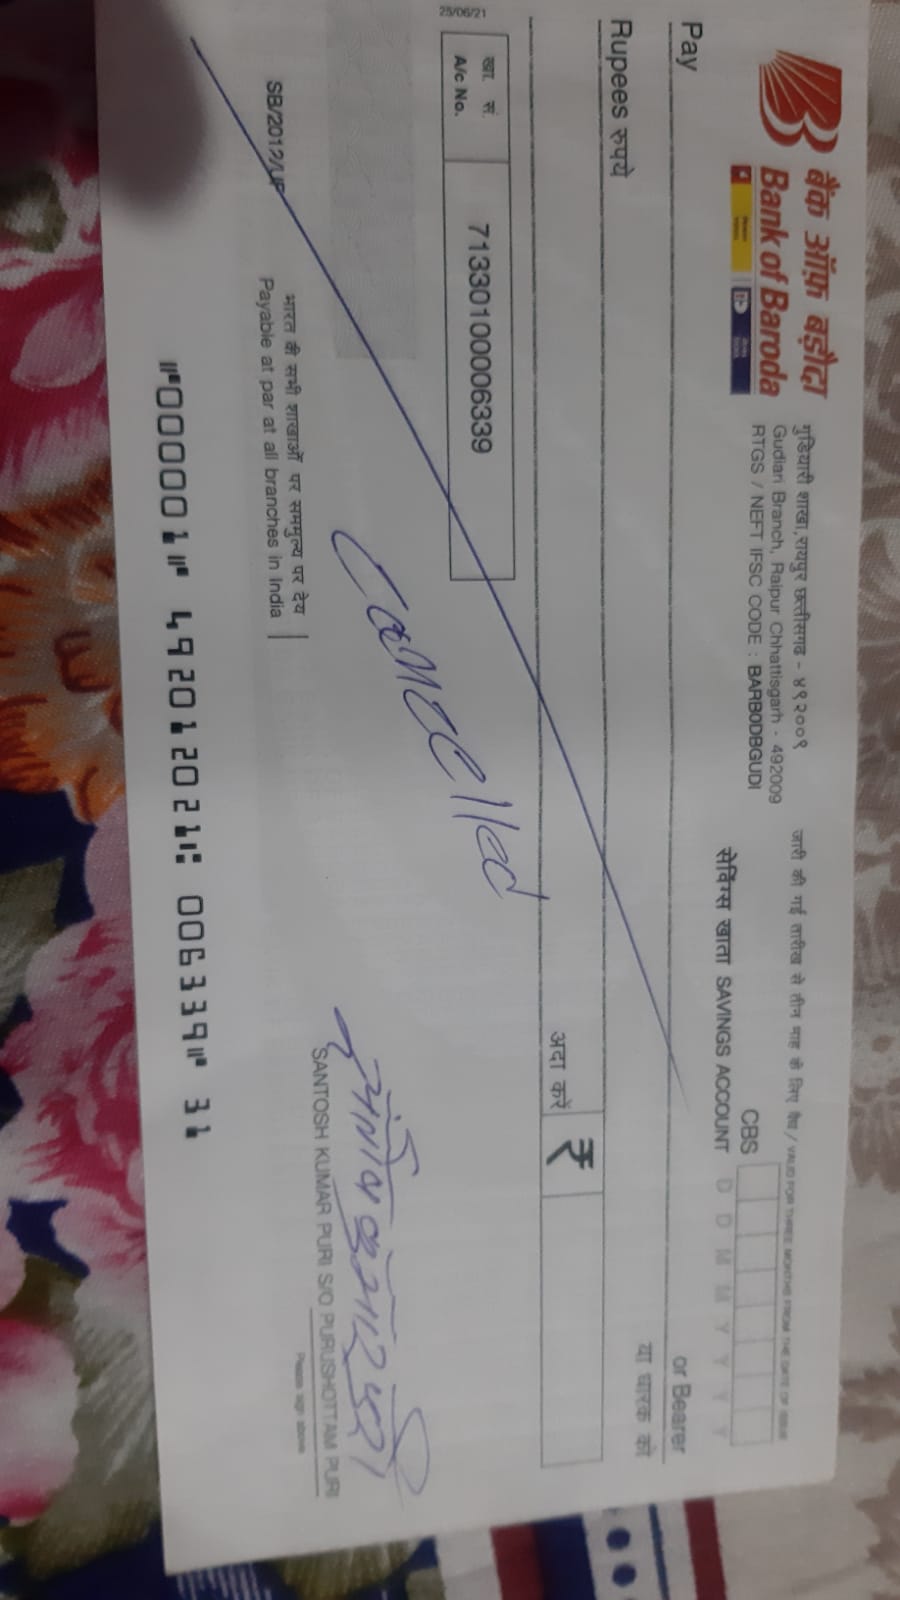 बैंक ऑफ़ बड़ौदा
Bank of Baroda
गुडियारी शाखा, रायपुर छत्तीसगढ - ४९२००९
Gudiari Branch, Raipur Chhattisgarh - 492009
RTGS / NEFT IFSC CODE : BARB0DBGUDI
जारी की गई तारीख से तीन माह के लिए वैध / VALID FOR THREE MONTHS FROM THE DATE OF ISSUE
CBS
सेविंग्स खाता SAVINGS ACCOUNT
D D M M Y Y Y Y
Pay
or Bearer
या धारक को
Rupees रुपये
अदा करें ₹
25/06/21
खा. सं.
A/c No.
71330100006339
Cancelled
SB/2012/UP
संतोष कुमार पुरी
SANTOSH KUMAR PURI S/O PURUSHOTTAM PURI
Please sign above
भारत की सभी शाखाओं पर सममूल्य पर देय
Payable at par at all branches in India
⑈000001⑈ 492012021⑆ 006339⑈ 31